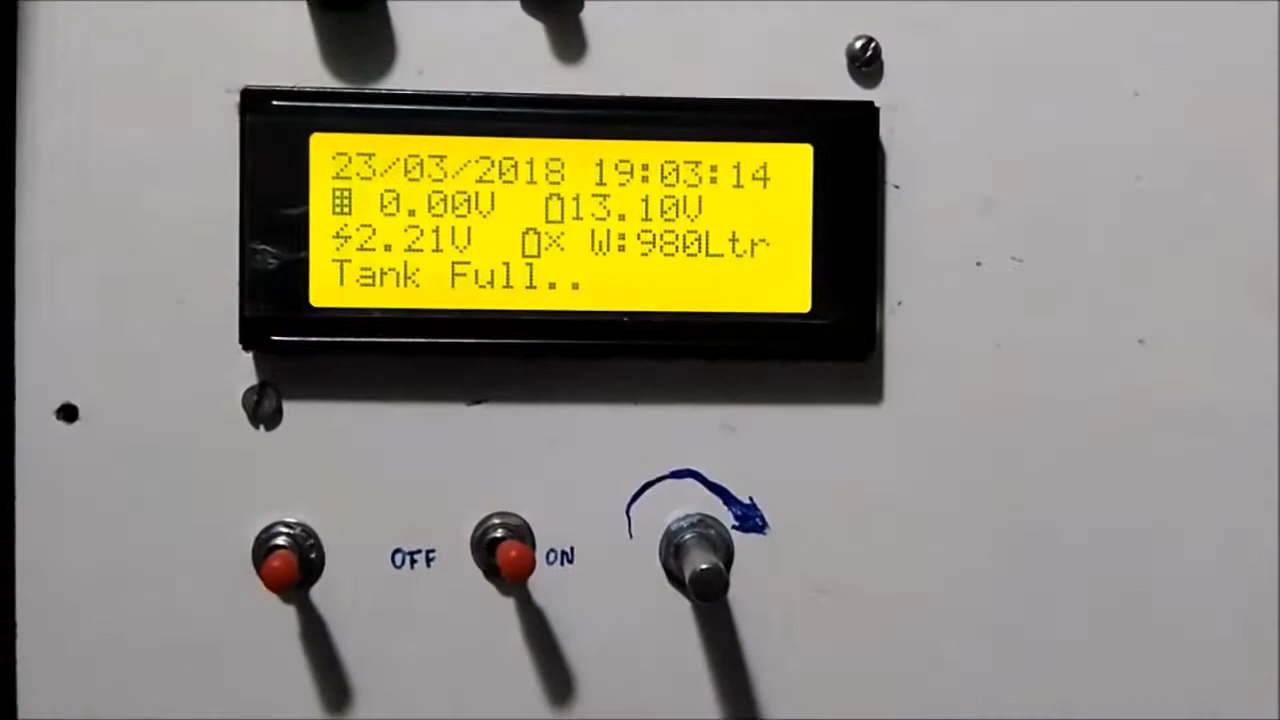 23/03/2018 19:03:14
0.00V 13.10V
2.21V × W:980Ltr
Tank Full..
OFF ON